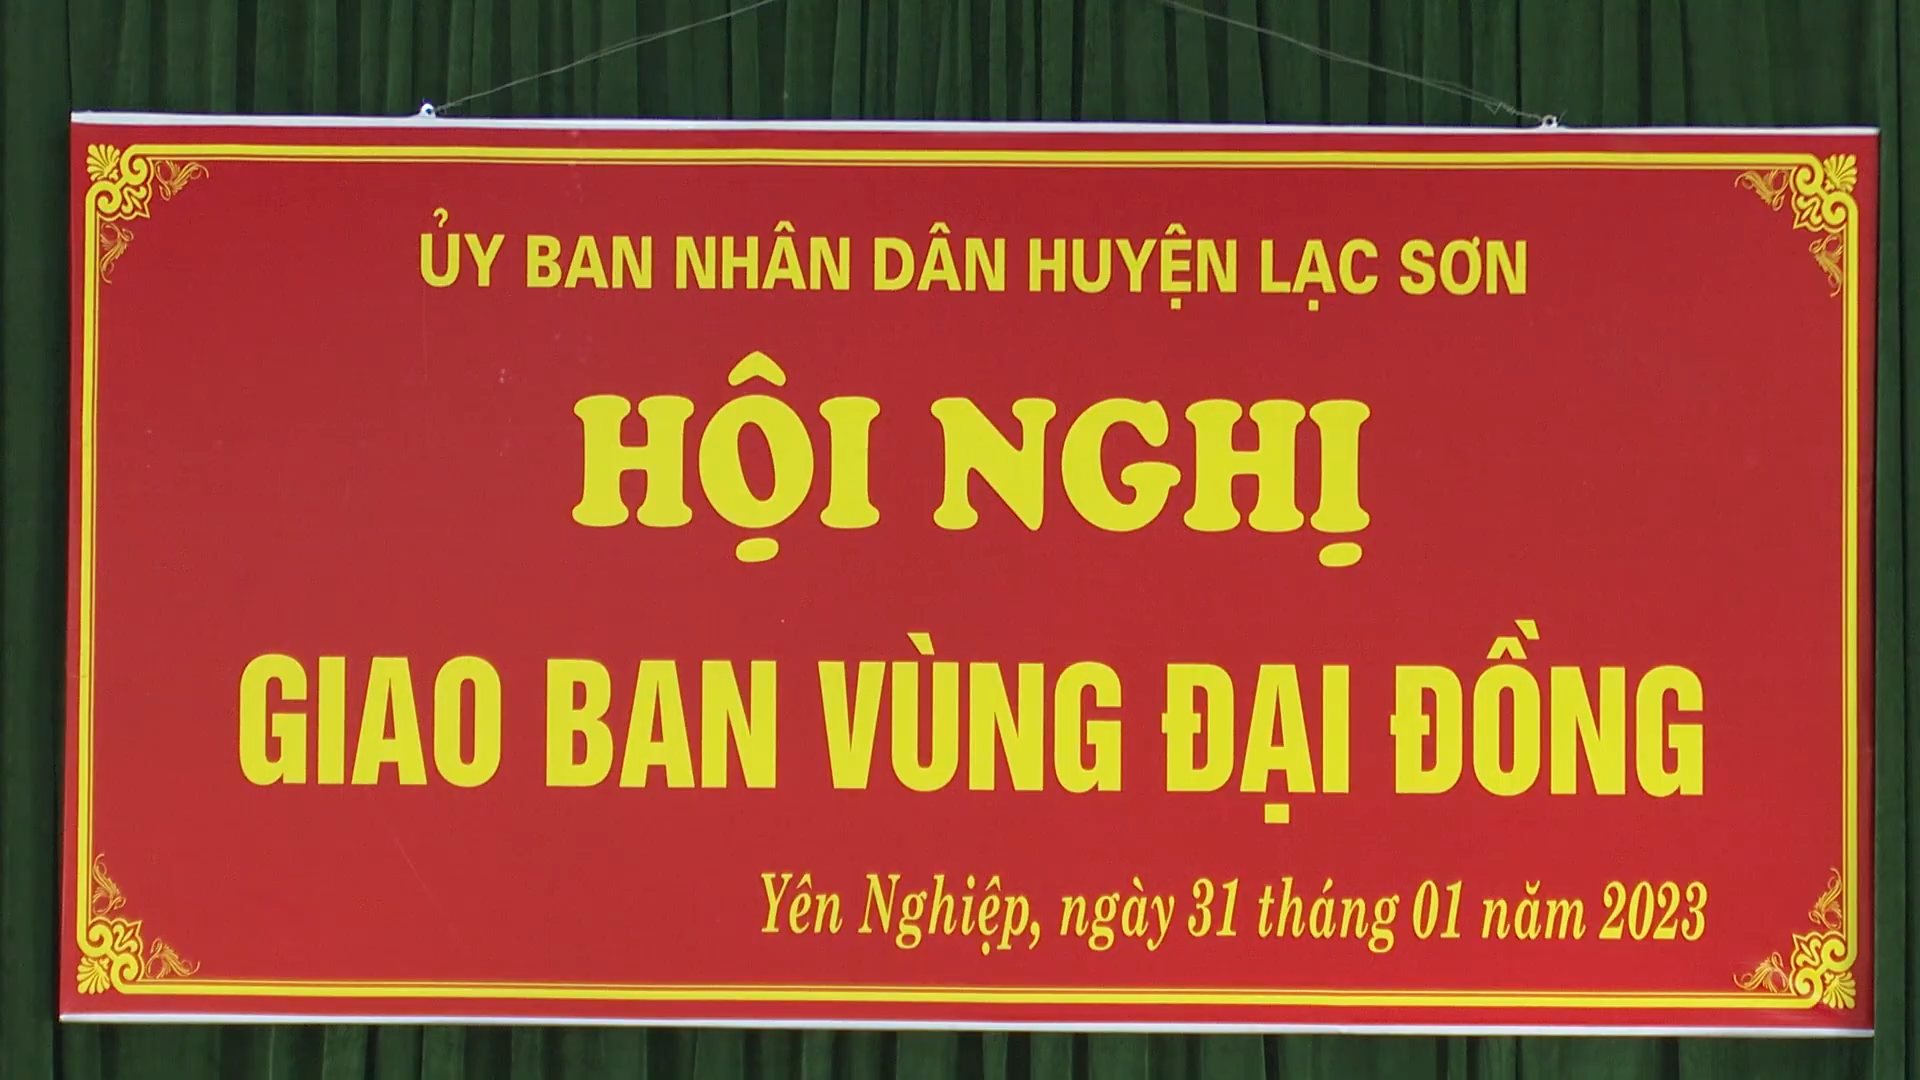 ỦY BAN NHÂN DÂN HUYỆN LẠC SƠN
HỘI NGHỊ
GIAO BAN VÙNG ĐẠI ĐỒNG
Yên Nghiệp, ngày 31 tháng 01 năm 2023